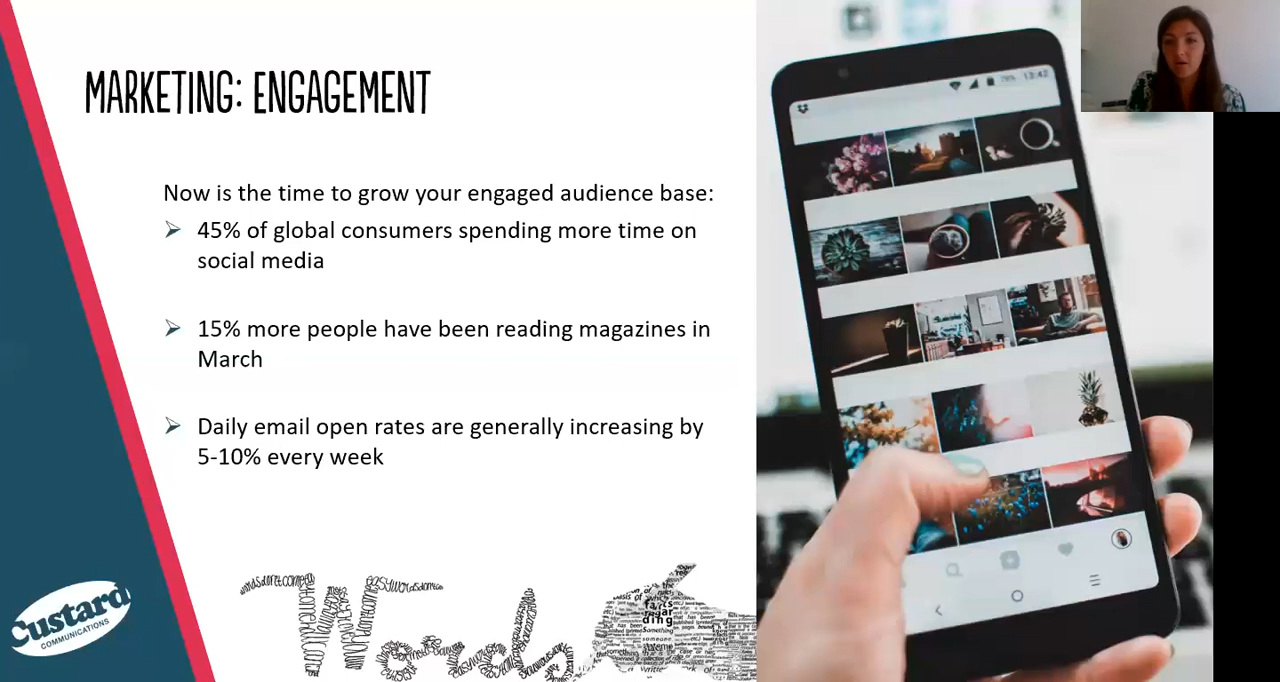 MARKETING: ENGAGEMENT
Now is the time to grow your engaged audience base:
45% of global consumers spending more time on
social media
15% more people have been reading magazines in
March
Daily email open rates are generally increasing by
5-10% every week
custard
COMMUNICATIONS
13:42